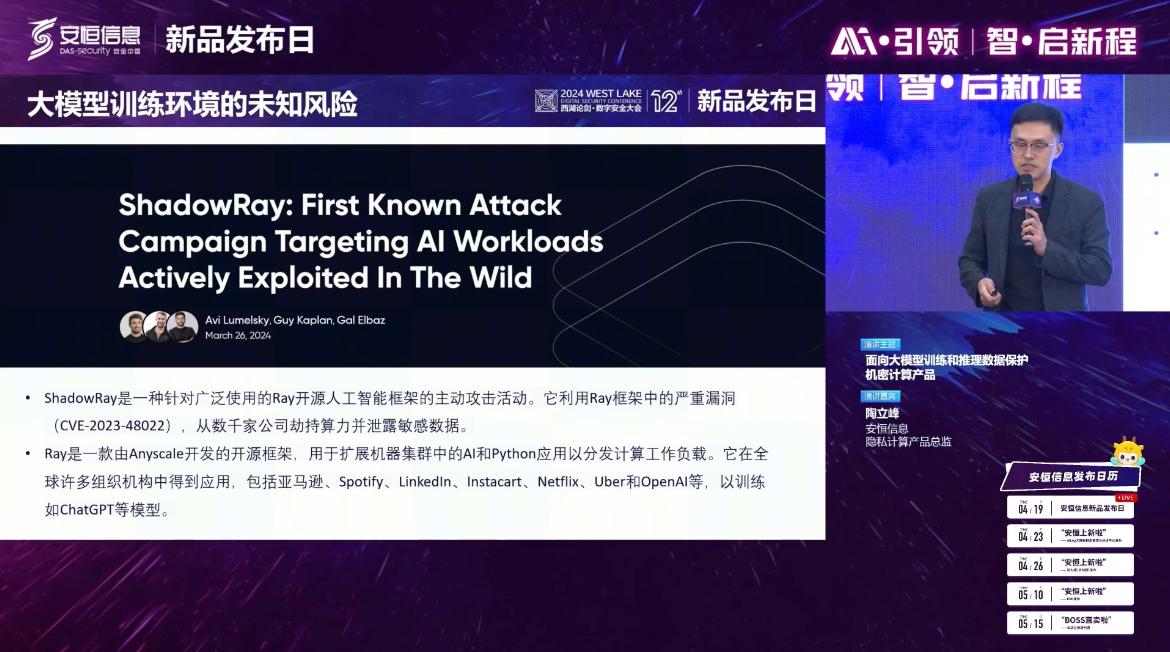 安恒信息
DAS-security 安全中国
新品发布日
AI·引领 | 智·启新程
大模型训练环境的未知风险
2024 WEST LAKE
DIGITAL SECURITY CONFERENCE
西湖论剑·数字安全大会
12th
新品发布日
领 | 智·启新程
ShadowRay: First Known Attack
Campaign Targeting AI Workloads
Actively Exploited In The Wild
Avi Lumelsky, Guy Kaplan, Gal Elbaz
March 26, 2024
• ShadowRay是一种针对广泛使用的Ray开源人工智能框架的主动攻击活动。它利用Ray框架中的严重漏洞
（CVE-2023-48022），从数千家公司劫持算力并泄露敏感数据。
• Ray是一款由Anyscale开发的开源框架，用于扩展机器集群中的AI和Python应用以分发计算工作负载。它在全
球许多组织机构中得到应用，包括亚马逊、Spotify、LinkedIn、Instacart、Netflix、Uber和OpenAI等，以训练
如ChatGPT等模型。
演讲主题
面向大模型训练和推理数据保护
机密计算产品
演讲嘉宾
陶立峰
安恒信息
隐私计算产品总监
安恒信息发布日历
LIVE
04/19 安恒信息新品发布日
04/23 “安恒上新啦”
04/26 “安恒上新啦”
05/10 “安恒上新啦”
05/15 “BOSS嘉卖啦”